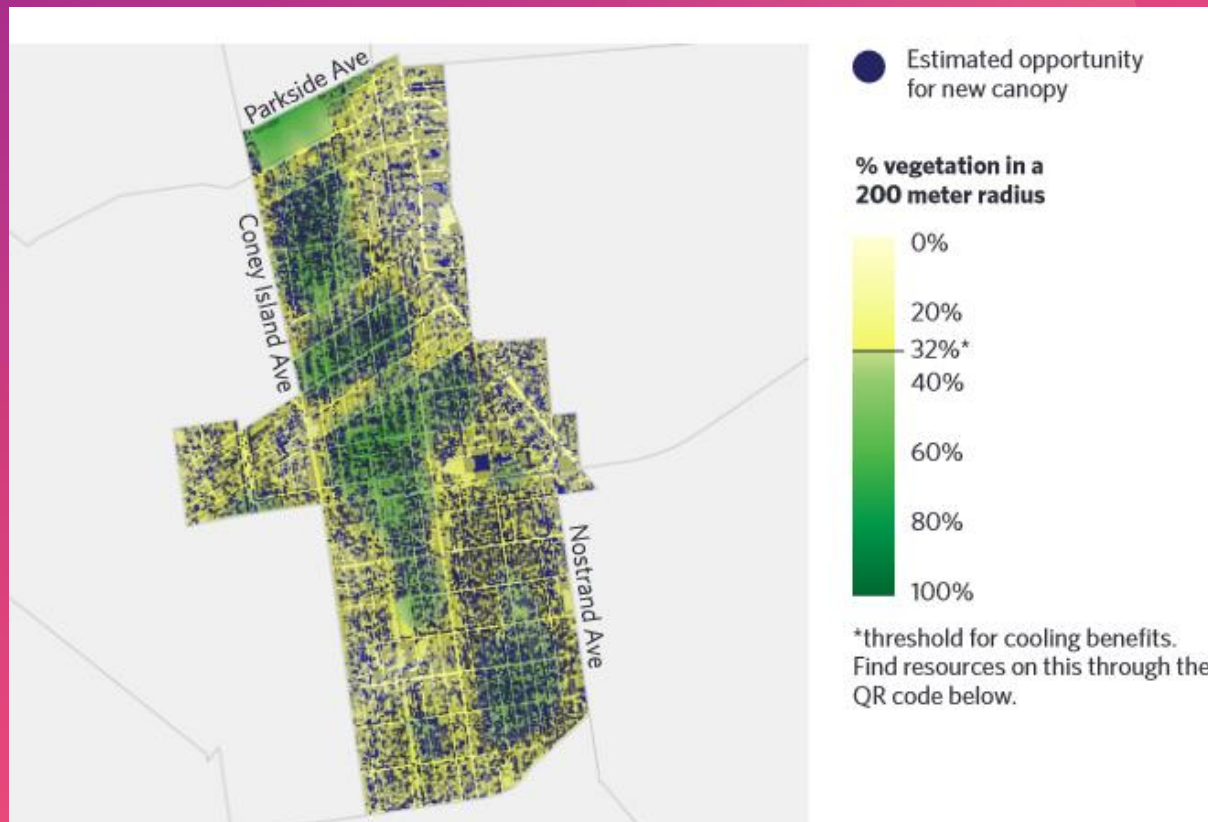 Parkside Ave
Coney Island Ave
Nostrand Ave
Estimated opportunity
for new canopy
% vegetation in a
200 meter radius
0%
20%
32%*
40%
60%
80%
100%
*threshold for cooling benefits.
Find resources on this through the
QR code below.